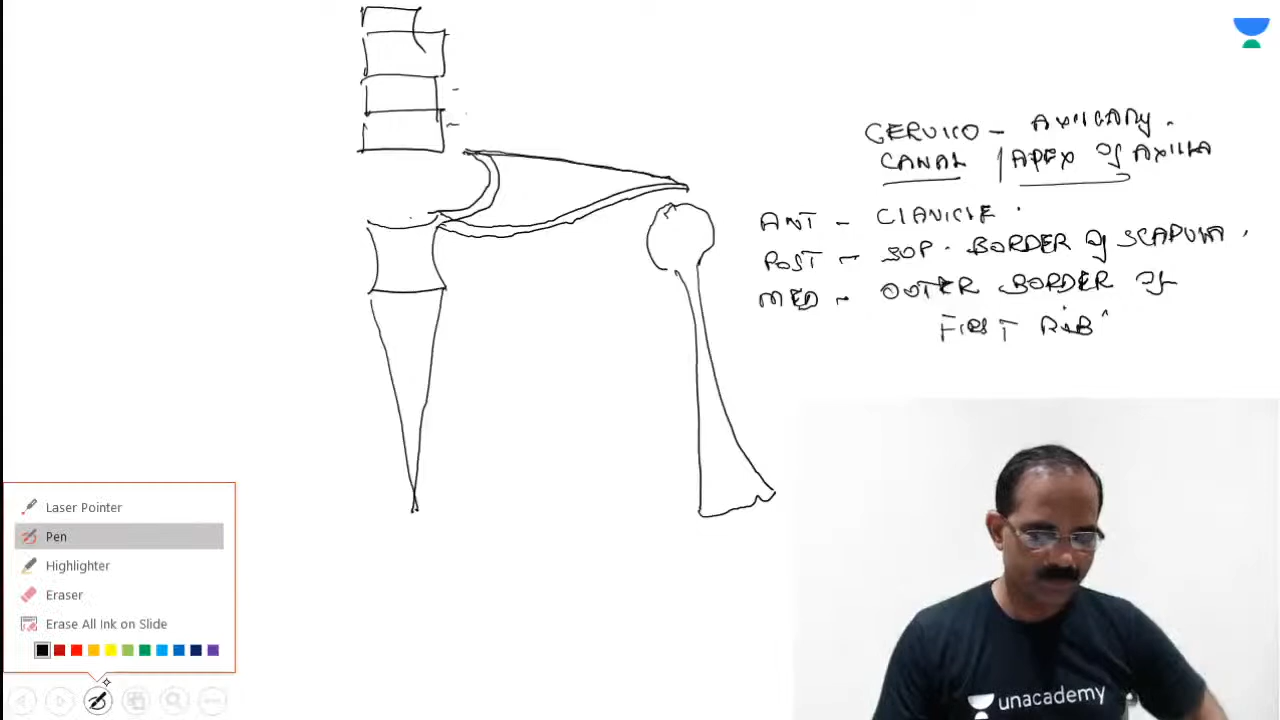 CERVICO - AXILLARY.
CANAL / APEX of AXILLA
ANT - CLAVICLE.
POST - SUP. BORDER of SCAPULA.
MED - OUTER BORDER of
FIRST RIB
Laser Pointer
Pen
Highlighter
Eraser
Erase All Ink on Slide
unacademy